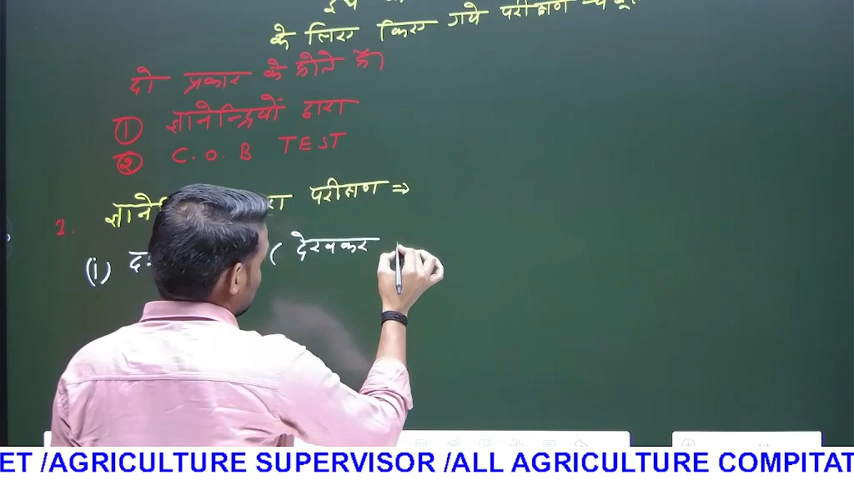 के लिए किए गये परीक्षण
दो प्रकार के होते हैं।
① ज्ञानेन्द्रियों द्वारा
② C.O.B TEST
1. परीक्षण ⇒
(i) ( देखकर
ET /AGRICULTURE SUPERVISOR /ALL AGRICULTURE COMPITAT